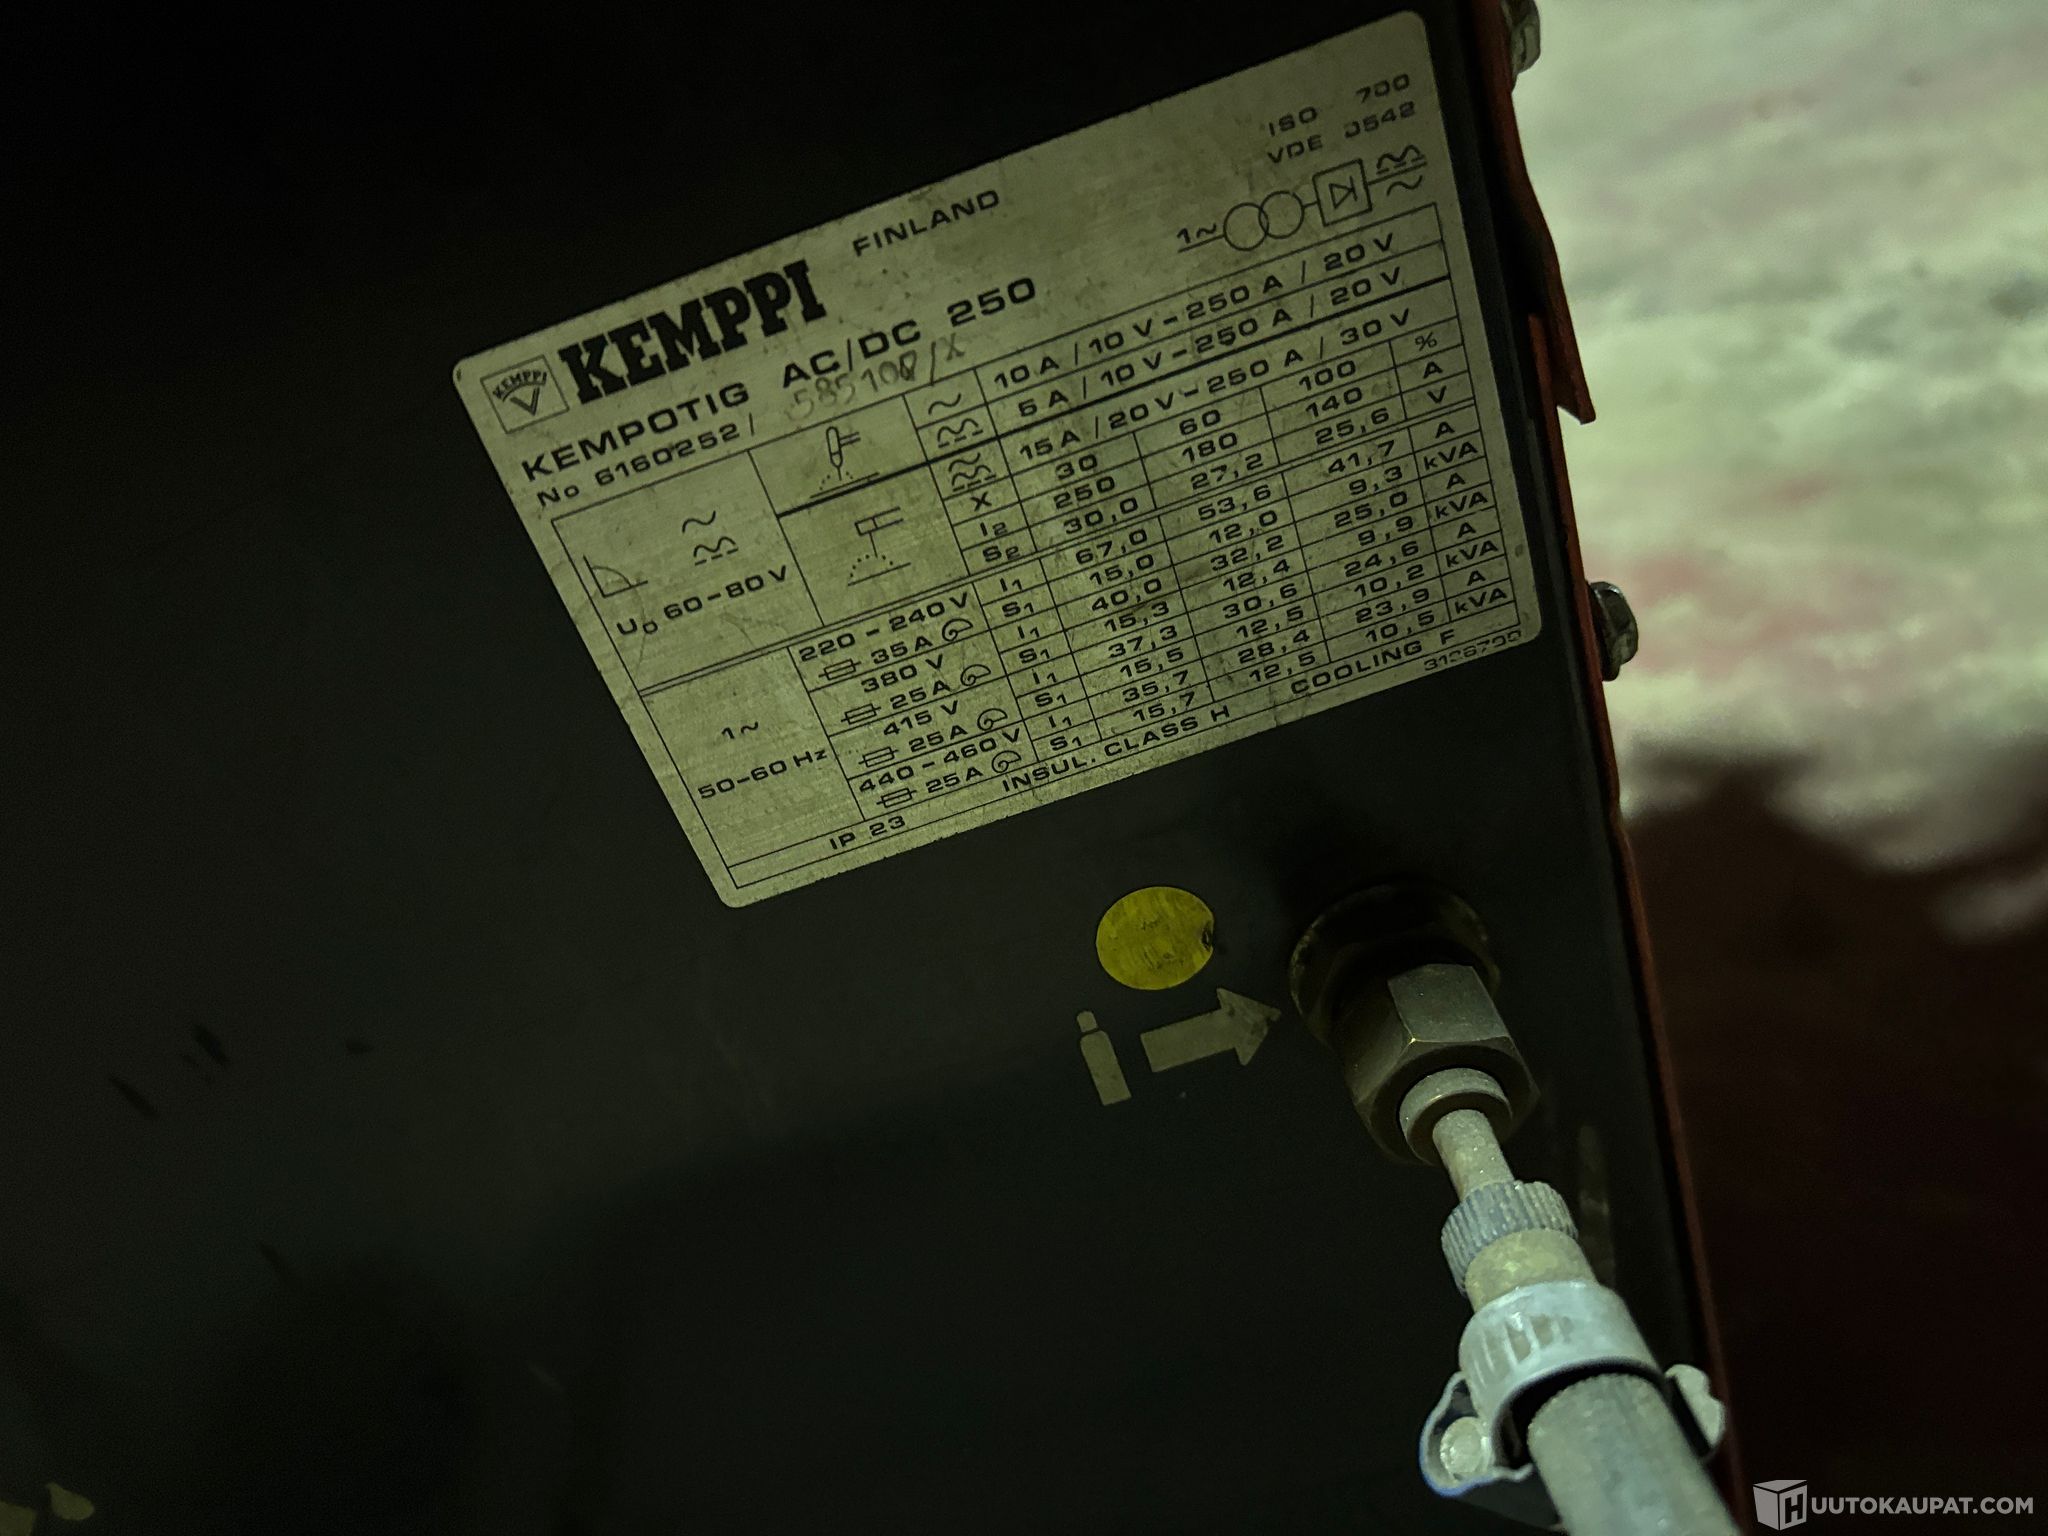 ISO 700
VDE 0542
FINLAND
KEMPPI
KEMPPI
KEMPOTIG AC/DC 250
No 6160252/
1~
10 A / 10 V - 250 A / 20 V
5 A / 10 V - 250 A / 20 V
15 A / 20 V - 250 A / 30 V
X 30 60 100 %
I2 250 180 140 A
S2 30,0 27,2 25,6 V
U0 60-80 V
1~
50-60 Hz
220 - 240 V
35 A
I1 67,0 53,6 41,7 A
S1 15,0 12,0 9,3 kVA
380 V
25 A
I1 40,0 32,2 25,0 A
S1 15,3 12,4 9,9 kVA
415 V
25 A
I1 37,3 30,6 24,6 A
S1 15,5 12,5 10,2 kVA
440 - 460 V
25 A
I1 35,7 28,4 23,9 A
S1 15,7 12,5 10,5 kVA
IP 23 INSUL. CLASS H COOLING F
HUUTOKAUPAT.COM